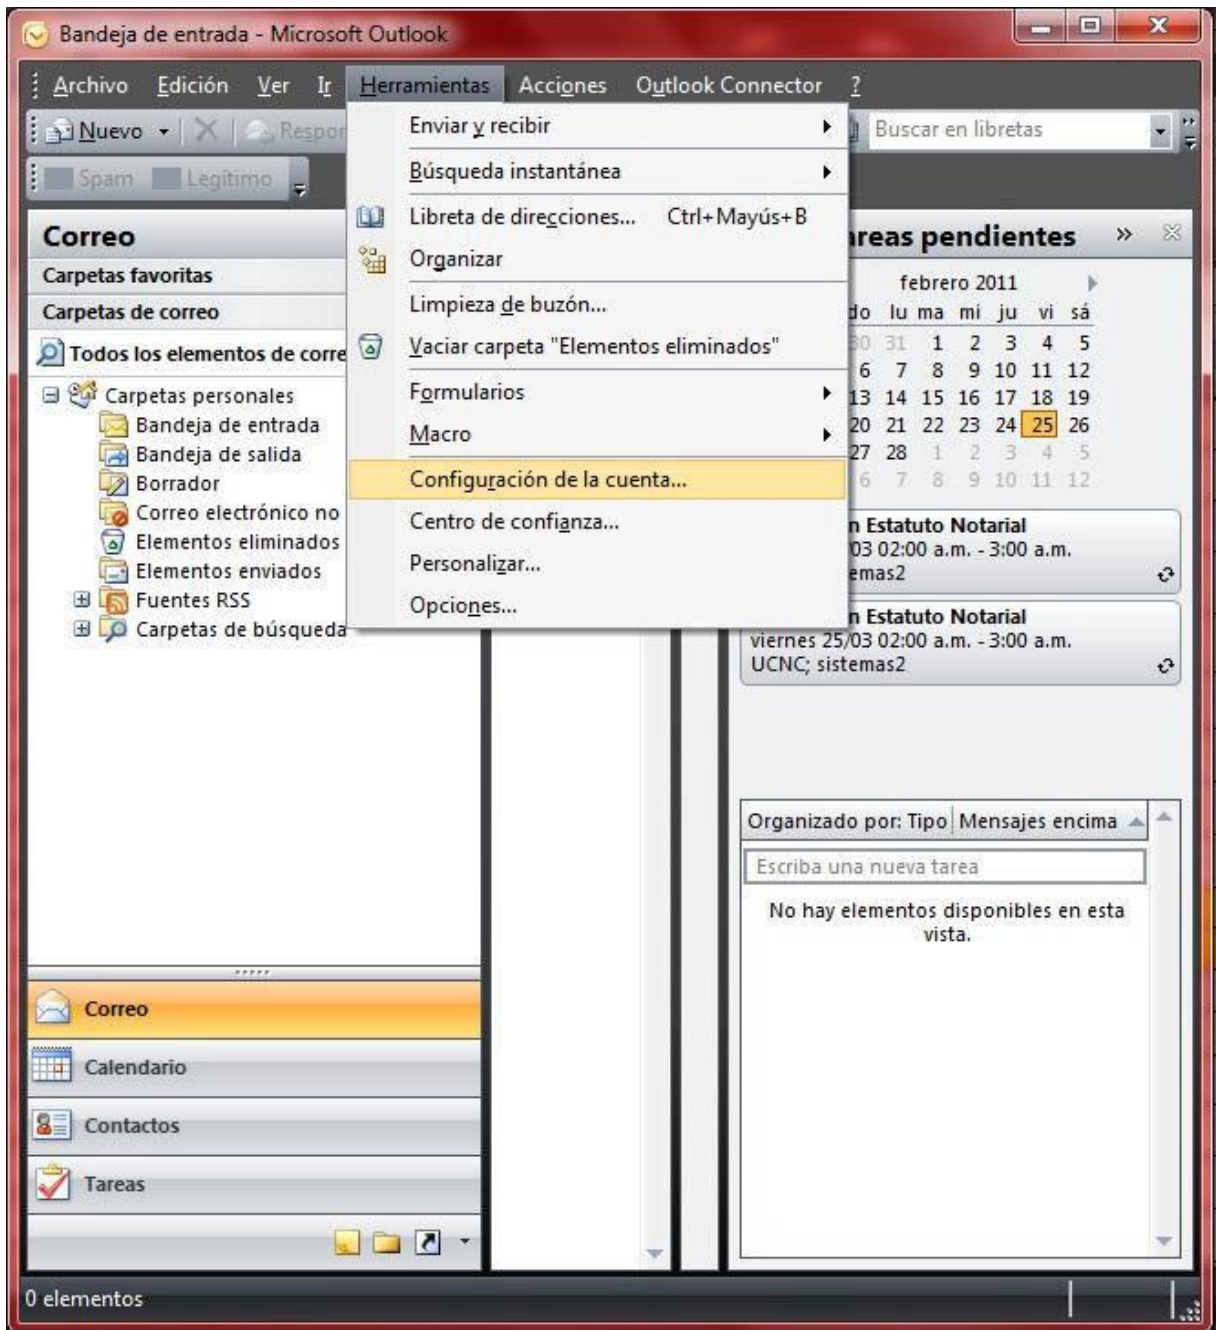 Bandeja de entrada - Microsoft Outlook
Archivo Edición Ver Ir Herramientas Acciones Outlook Connector ?
Nuevo Buscar en libretas
Spam Legítimo
Enviar y recibir
Búsqueda instantánea
Libreta de direcciones... Ctrl+Mayús+B
Organizar
Limpieza de buzón...
Vaciar carpeta "Elementos eliminados"
Formularios
Macro
Configuración de la cuenta...
Centro de confianza...
Personalizar...
Opciones...
Correo
Carpetas favoritas
Carpetas de correo
Todos los elementos de corre
Carpetas personales
Bandeja de entrada
Bandeja de salida
Borrador
Correo electrónico no
Elementos eliminados
Elementos enviados
Fuentes RSS
Carpetas de búsqueda
Correo
Calendario
Contactos
Tareas
reas pendientes »
febrero 2011
do lu ma mi ju vi sá
30 31 1 2 3 4 5
6 7 8 9 10 11 12
13 14 15 16 17 18 19
20 21 22 23 24 25 26
27 28 1 2 3 4 5
6 7 8 9 10 11 12
n Estatuto Notarial
/03 02:00 a.m. - 3:00 a.m.
emas2
n Estatuto Notarial
viernes 25/03 02:00 a.m. - 3:00 a.m.
UCNC; sistemas2
Organizado por: Tipo Mensajes encima
Escriba una nueva tarea
No hay elementos disponibles en esta
vista.
0 elementos